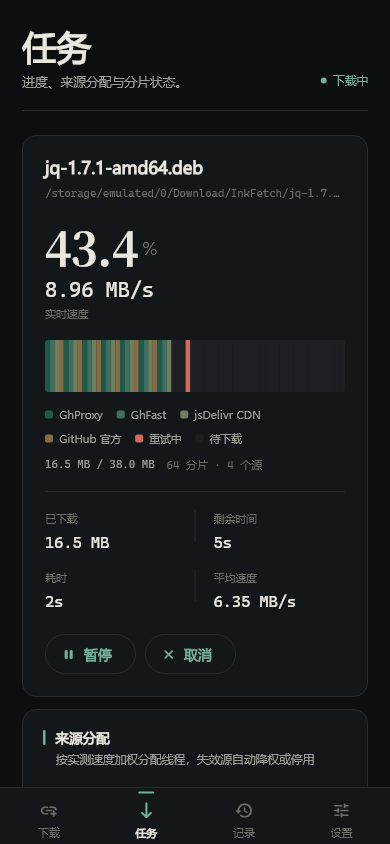 任务
进度、来源分配与分片状态。
下载中
jq-1.7.1-amd64.deb
/storage/emulated/0/Download/InkFetch/jq-1.7.…
43.4 %
8.96 MB/s
实时速度
GhProxy GhFast jsDelivr CDN
GitHub 官方 重试中 待下载
16.5 MB / 38.0 MB 64 分片 · 4 个源
已下载 剩余时间
16.5 MB 5s
耗时 平均速度
2s 6.35 MB/s
暂停 取消
来源分配
按实测速度加权分配线程，失效源自动降权或停用
下载 任务 记录 设置